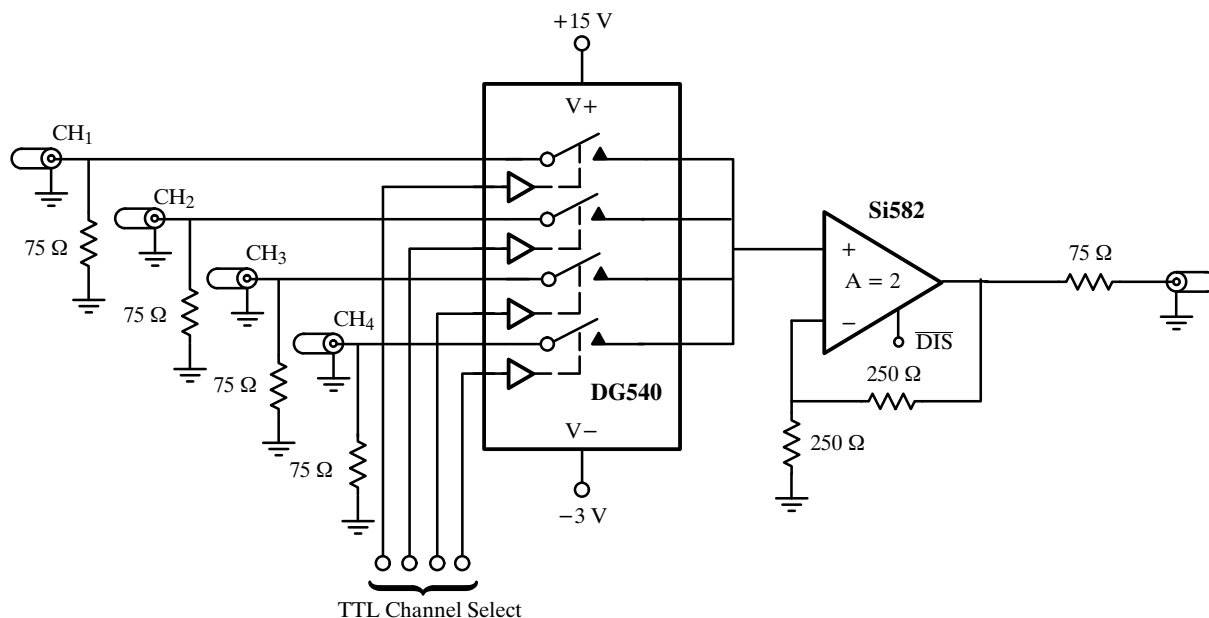 +15 V
V+
CH1
CH2
Si582
75 Ω
CH3
75 Ω
+
A = 2
75 Ω
CH4
−
DIS
75 Ω
250 Ω
DG540
V−
250 Ω
75 Ω
−3 V
TTL Channel Select